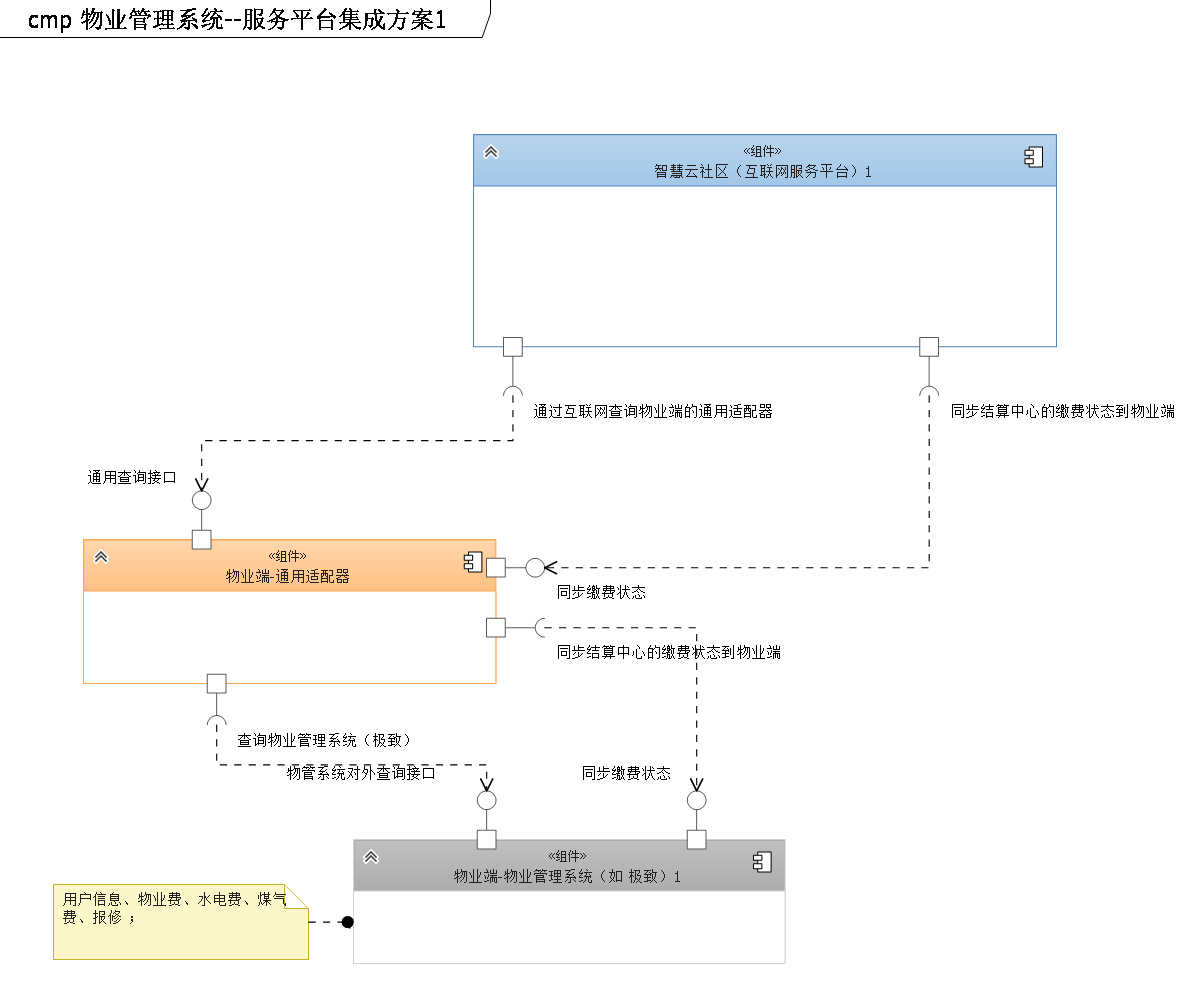 cmp 物业管理系统--服务平台集成方案1
«组件»
智慧云社区（互联网服务平台）1
通过互联网查询物业端的通用适配器
同步结算中心的缴费状态到物业端
通用查询接口
«组件»
物业端-通用适配器
同步缴费状态
同步结算中心的缴费状态到物业端
查询物业管理系统（极致）
物管系统对外查询接口
同步缴费状态
«组件»
物业端-物业管理系统（如 极致）1
用户信息、物业费、水电费、煤气
费、报修 ；